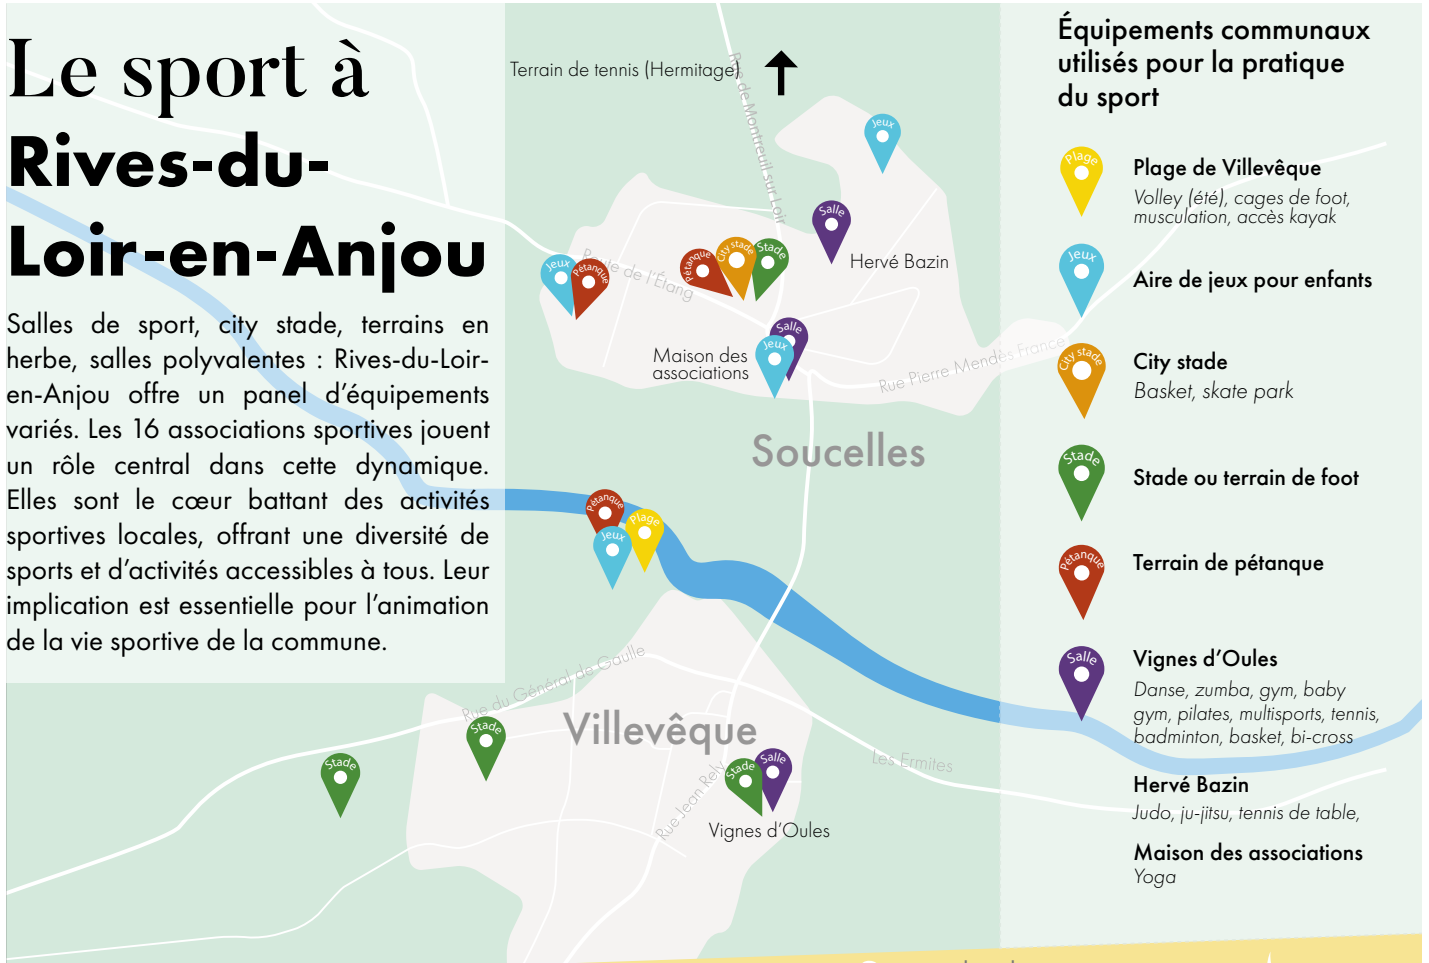 Le sport à
Rives-du-
Loir-en-Anjou
Salles de sport, city stade, terrains en
herbe, salles polyvalentes : Rives-du-Loir-
en-Anjou offre un panel d'équipements
variés. Les 16 associations sportives jouent
un rôle central dans cette dynamique.
Elles sont le cœur battant des activités
sportives locales, offrant une diversité de
sports et d'activités accessibles à tous. Leur
implication est essentielle pour l'animation
de la vie sportive de la commune.
Terrain de tennis (Hermitage)
Rue de Montreuil sur Loir
Jeux
Salle
Hervé Bazin
Pétanque
City stade
Stade
Jeux
Pétanque
Route de l'Étang
Salle
Jeux
Maison des
associations
Rue Pierre Mendès France
Soucelles
Pétanque
Plage
Jeux
Rue du Général de Gaulle
Villevêque
Stade
Stade
Stade
Salle
Vignes d'Oules
Rue Jean Rely
Les Ermites
Équipements communaux
utilisés pour la pratique
du sport
Plage
Plage de Villevêque
Volley (été), cages de foot,
musculation, accès kayak
Jeux
Aire de jeux pour enfants
City stade
City stade
Basket, skate park
Stade
Stade ou terrain de foot
Pétanque
Terrain de pétanque
Salle
Vignes d'Oules
Danse, zumba, gym, baby
gym, pilates, multisports, tennis,
badminton, basket, bi-cross
Hervé Bazin
Judo, ju-jitsu, tennis de table,
Maison des associations
Yoga